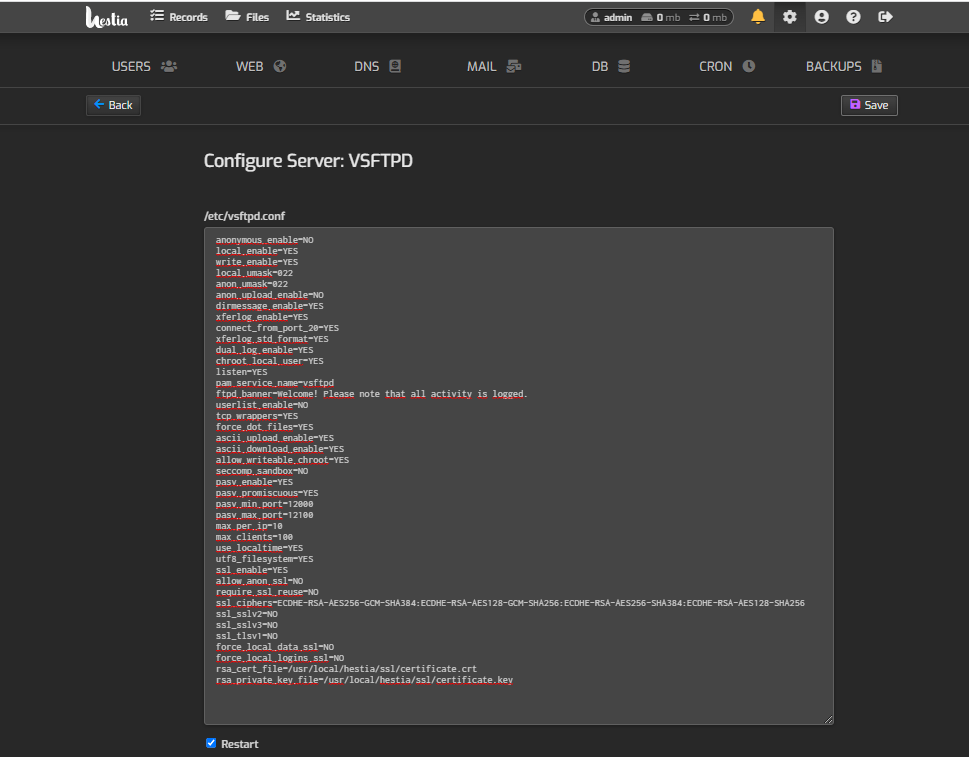 Hestia Records Files Statistics admin 0 mb 0 mb
USERS WEB DNS MAIL DB CRON BACKUPS
Back Save
Configure Server: VSFTPD
/etc/vsftpd.conf
anonymous_enable=NO
local_enable=YES
write_enable=YES
local_umask=022
anon_umask=022
anon_upload_enable=NO
dirmessage_enable=YES
xferlog_enable=YES
connect_from_port_20=YES
xferlog_std_format=YES
dual_log_enable=YES
chroot_local_user=YES
listen=YES
pam_service_name=vsftpd
ftpd_banner=Welcome! Please note that all activity is logged.
userlist_enable=NO
tcp_wrappers=YES
force_dot_files=YES
ascii_upload_enable=YES
ascii_download_enable=YES
allow_writeable_chroot=YES
seccomp_sandbox=NO
pasv_enable=YES
pasv_promiscuous=YES
pasv_min_port=12000
pasv_max_port=12100
max_per_ip=10
max_clients=100
use_localtime=YES
utf8_filesystem=YES
ssl_enable=YES
allow_anon_ssl=NO
require_ssl_reuse=NO
ssl_ciphers=ECDHE-RSA-AES256-GCM-SHA384:ECDHE-RSA-AES128-GCM-SHA256:ECDHE-RSA-AES256-SHA384:ECDHE-RSA-AES128-SHA256
ssl_sslv2=NO
ssl_sslv3=NO
ssl_tlsv1=NO
force_local_data_ssl=NO
force_local_logins_ssl=NO
rsa_cert_file=/usr/local/hestia/ssl/certificate.crt
rsa_private_key_file=/usr/local/hestia/ssl/certificate.key
Restart